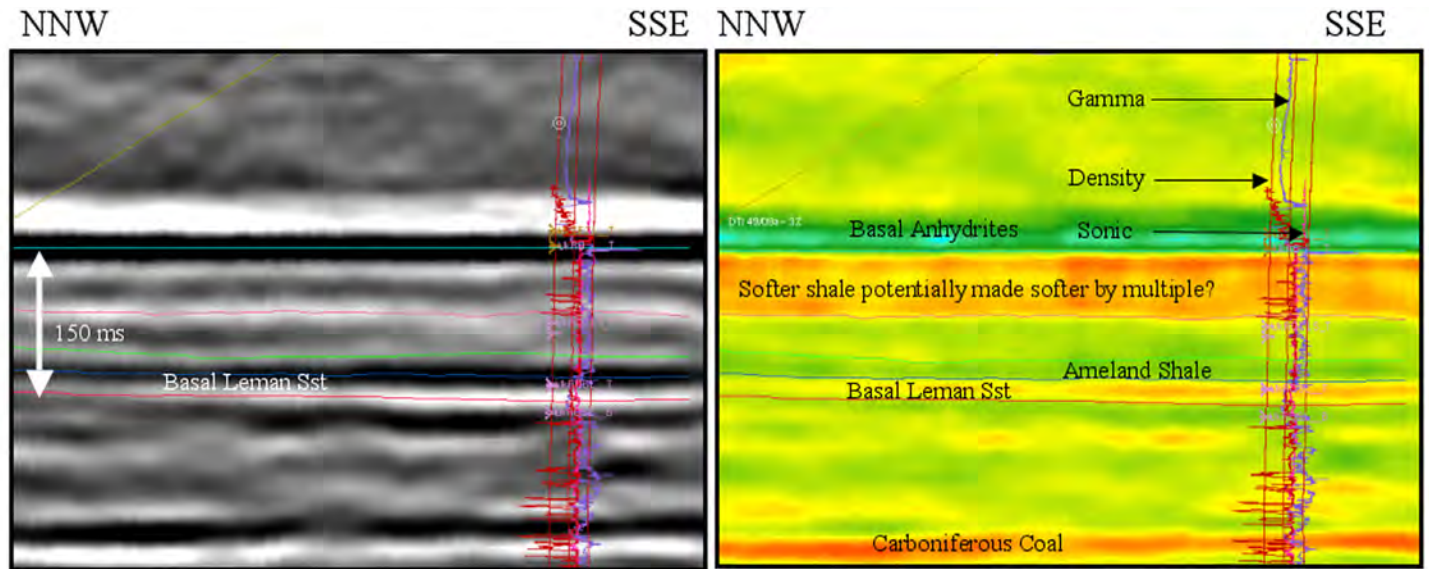 NNW SSE NNW SSE
150 ms
Basal Leman Sst
Gamma
Density
Basal Anhydrites Sonic
Softer shale potentially made softer by multiple?
Ameland Shale
Basal Leman Sst
Carboniferous Coal